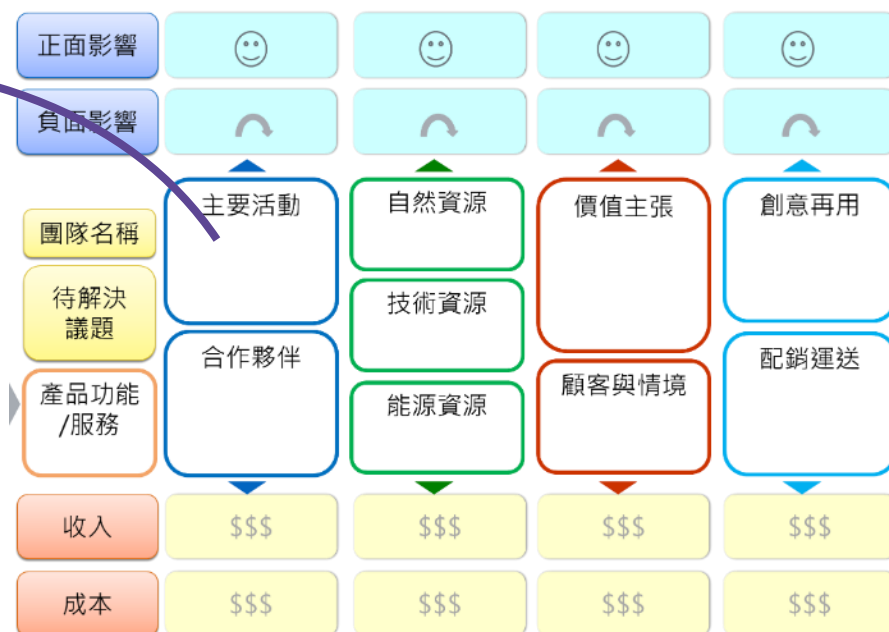 正面影響
負面影響
團隊名稱
待解決
議題
產品功能
/服務
主要活動
合作夥伴
自然資源
技術資源
能源資源
價值主張
顧客與情境
創意再用
配銷運送
收入
$$$
$$$
$$$
$$$
成本
$$$
$$$
$$$
$$$